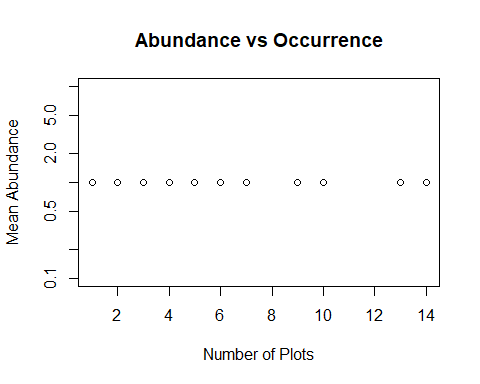 Abundance vs Occurrence
Mean Abundance
5.0
2.0
0.5
0.1
2 4 6 8 10 12 14
Number of Plots